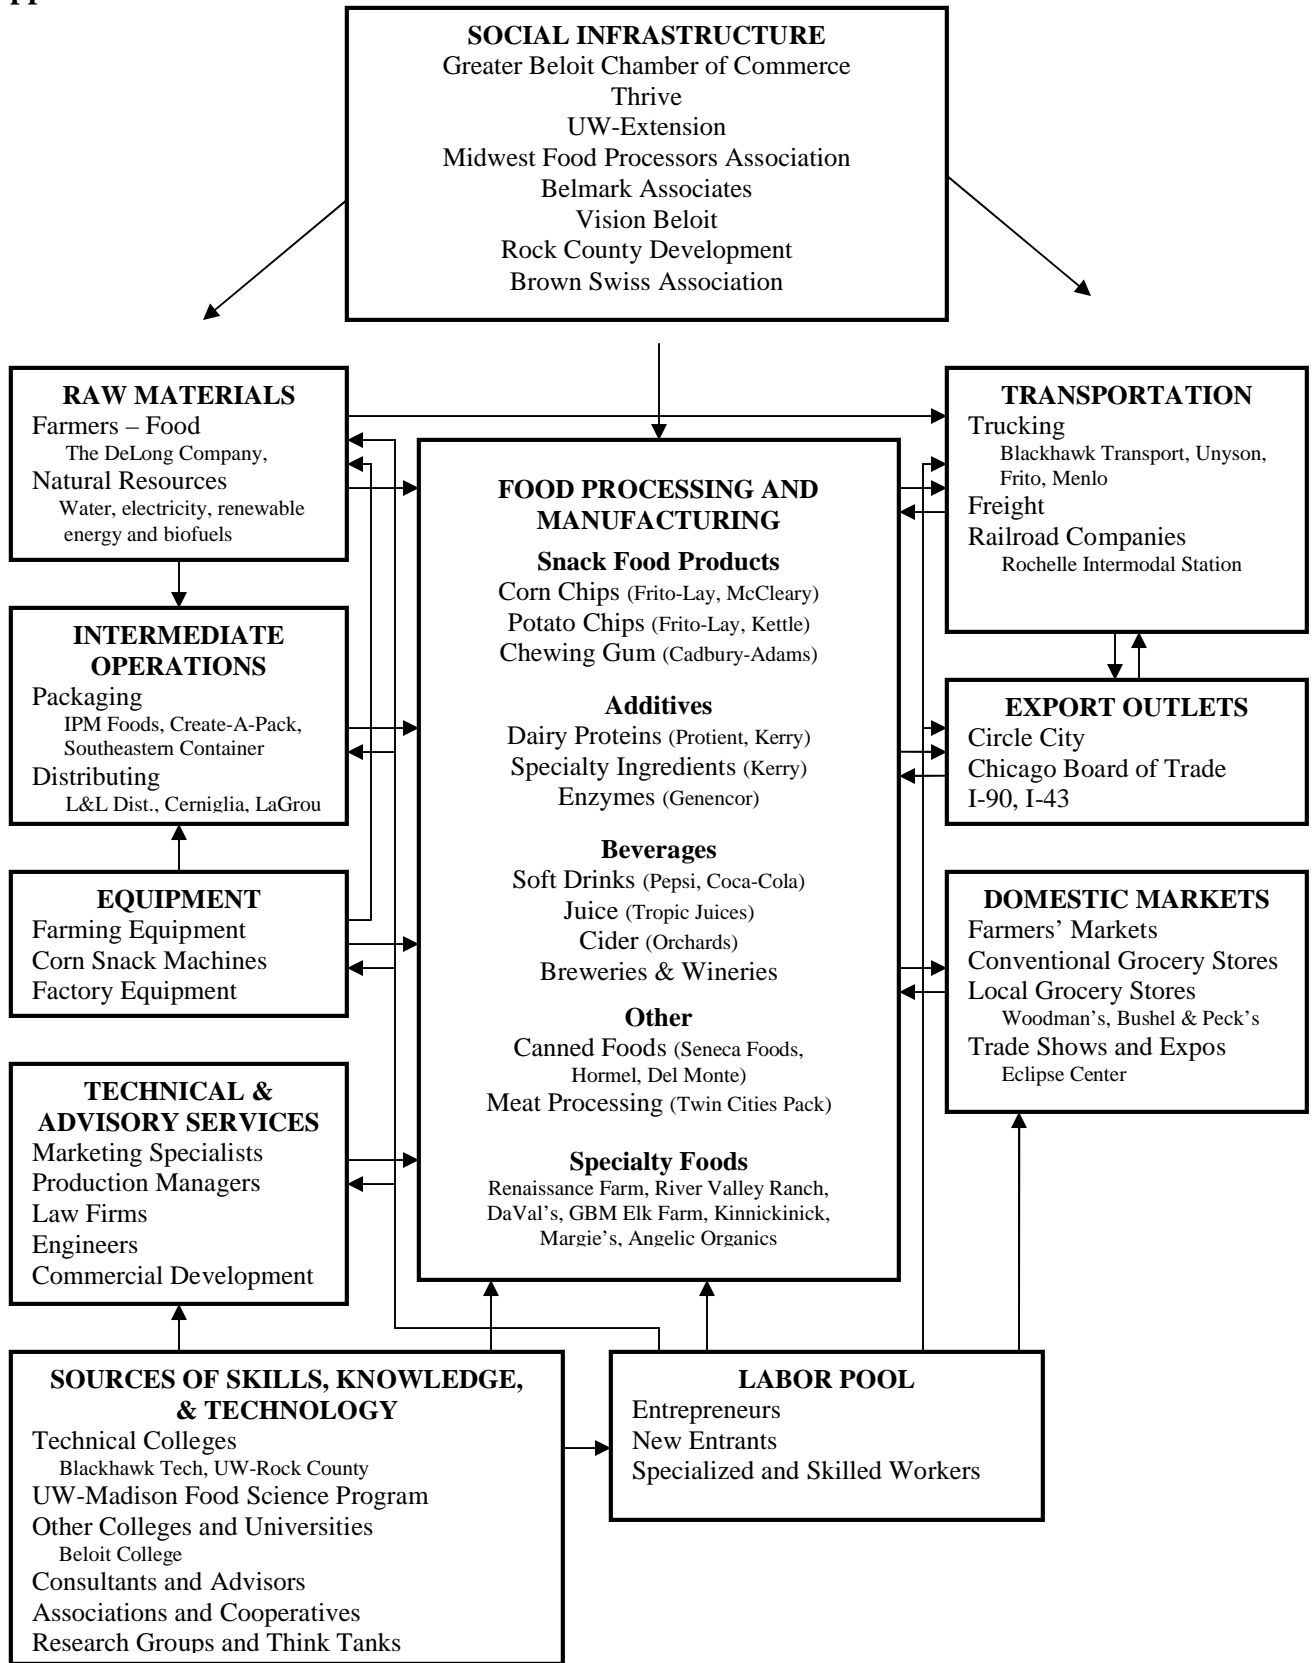 SOCIAL INFRASTRUCTURE
Greater Beloit Chamber of Commerce
Thrive
UW-Extension
Midwest Food Processors Association
Belmark Associates
Vision Beloit
Rock County Development
Brown Swiss Association
RAW MATERIALS
Farmers – Food
The DeLong Company,
Natural Resources
Water, electricity, renewable
energy and biofuels
INTERMEDIATE
OPERATIONS
Packaging
IPM Foods, Create-A-Pack,
Southeastern Container
Distributing
L&L Dist., Cerniglia, LaGrou
EQUIPMENT
Farming Equipment
Corn Snack Machines
Factory Equipment
TECHNICAL &
ADVISORY SERVICES
Marketing Specialists
Production Managers
Law Firms
Engineers
Commercial Development
SOURCES OF SKILLS, KNOWLEDGE,
& TECHNOLOGY
Technical Colleges
Blackhawk Tech, UW-Rock County
UW-Madison Food Science Program
Other Colleges and Universities
Beloit College
Consultants and Advisors
Associations and Cooperatives
Research Groups and Think Tanks
FOOD PROCESSING AND
MANUFACTURING
Snack Food Products
Corn Chips (Frito-Lay, McCleary)
Potato Chips (Frito-Lay, Kettle)
Chewing Gum (Cadbury-Adams)
Additives
Dairy Proteins (Protient, Kerry)
Specialty Ingredients (Kerry)
Enzymes (Genencor)
Beverages
Soft Drinks (Pepsi, Coca-Cola)
Juice (Tropic Juices)
Cider (Orchards)
Breweries & Wineries
Other
Canned Foods (Seneca Foods,
Hormel, Del Monte)
Meat Processing (Twin Cities Pack)
Specialty Foods
Renaissance Farm, River Valley Ranch,
DaVal’s, GBM Elk Farm, Kinnickinick,
Margie’s, Angelic Organics
TRANSPORTATION
Trucking
Blackhawk Transport, Unyson,
Frito, Menlo
Freight
Railroad Companies
Rochelle Intermodal Station
EXPORT OUTLETS
Circle City
Chicago Board of Trade
I-90, I-43
DOMESTIC MARKETS
Farmers’ Markets
Conventional Grocery Stores
Local Grocery Stores
Woodman’s, Bushel & Peck’s
Trade Shows and Expos
Eclipse Center
LABOR POOL
Entrepreneurs
New Entrants
Specialized and Skilled Workers